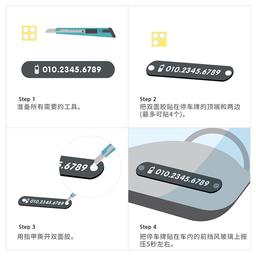 010.2345.6789
Step 1
准备所有需要的工具。
010.2345.6789
Step 2
把双面胶贴在停车牌的顶端和两边
(最多可贴4个)。
6789
010.2345.6789
Step 3
用指甲撕开双面胶。
010.2345.6789
Step 4
把停车牌贴在车内的前挡风玻璃上按
压5秒左右。